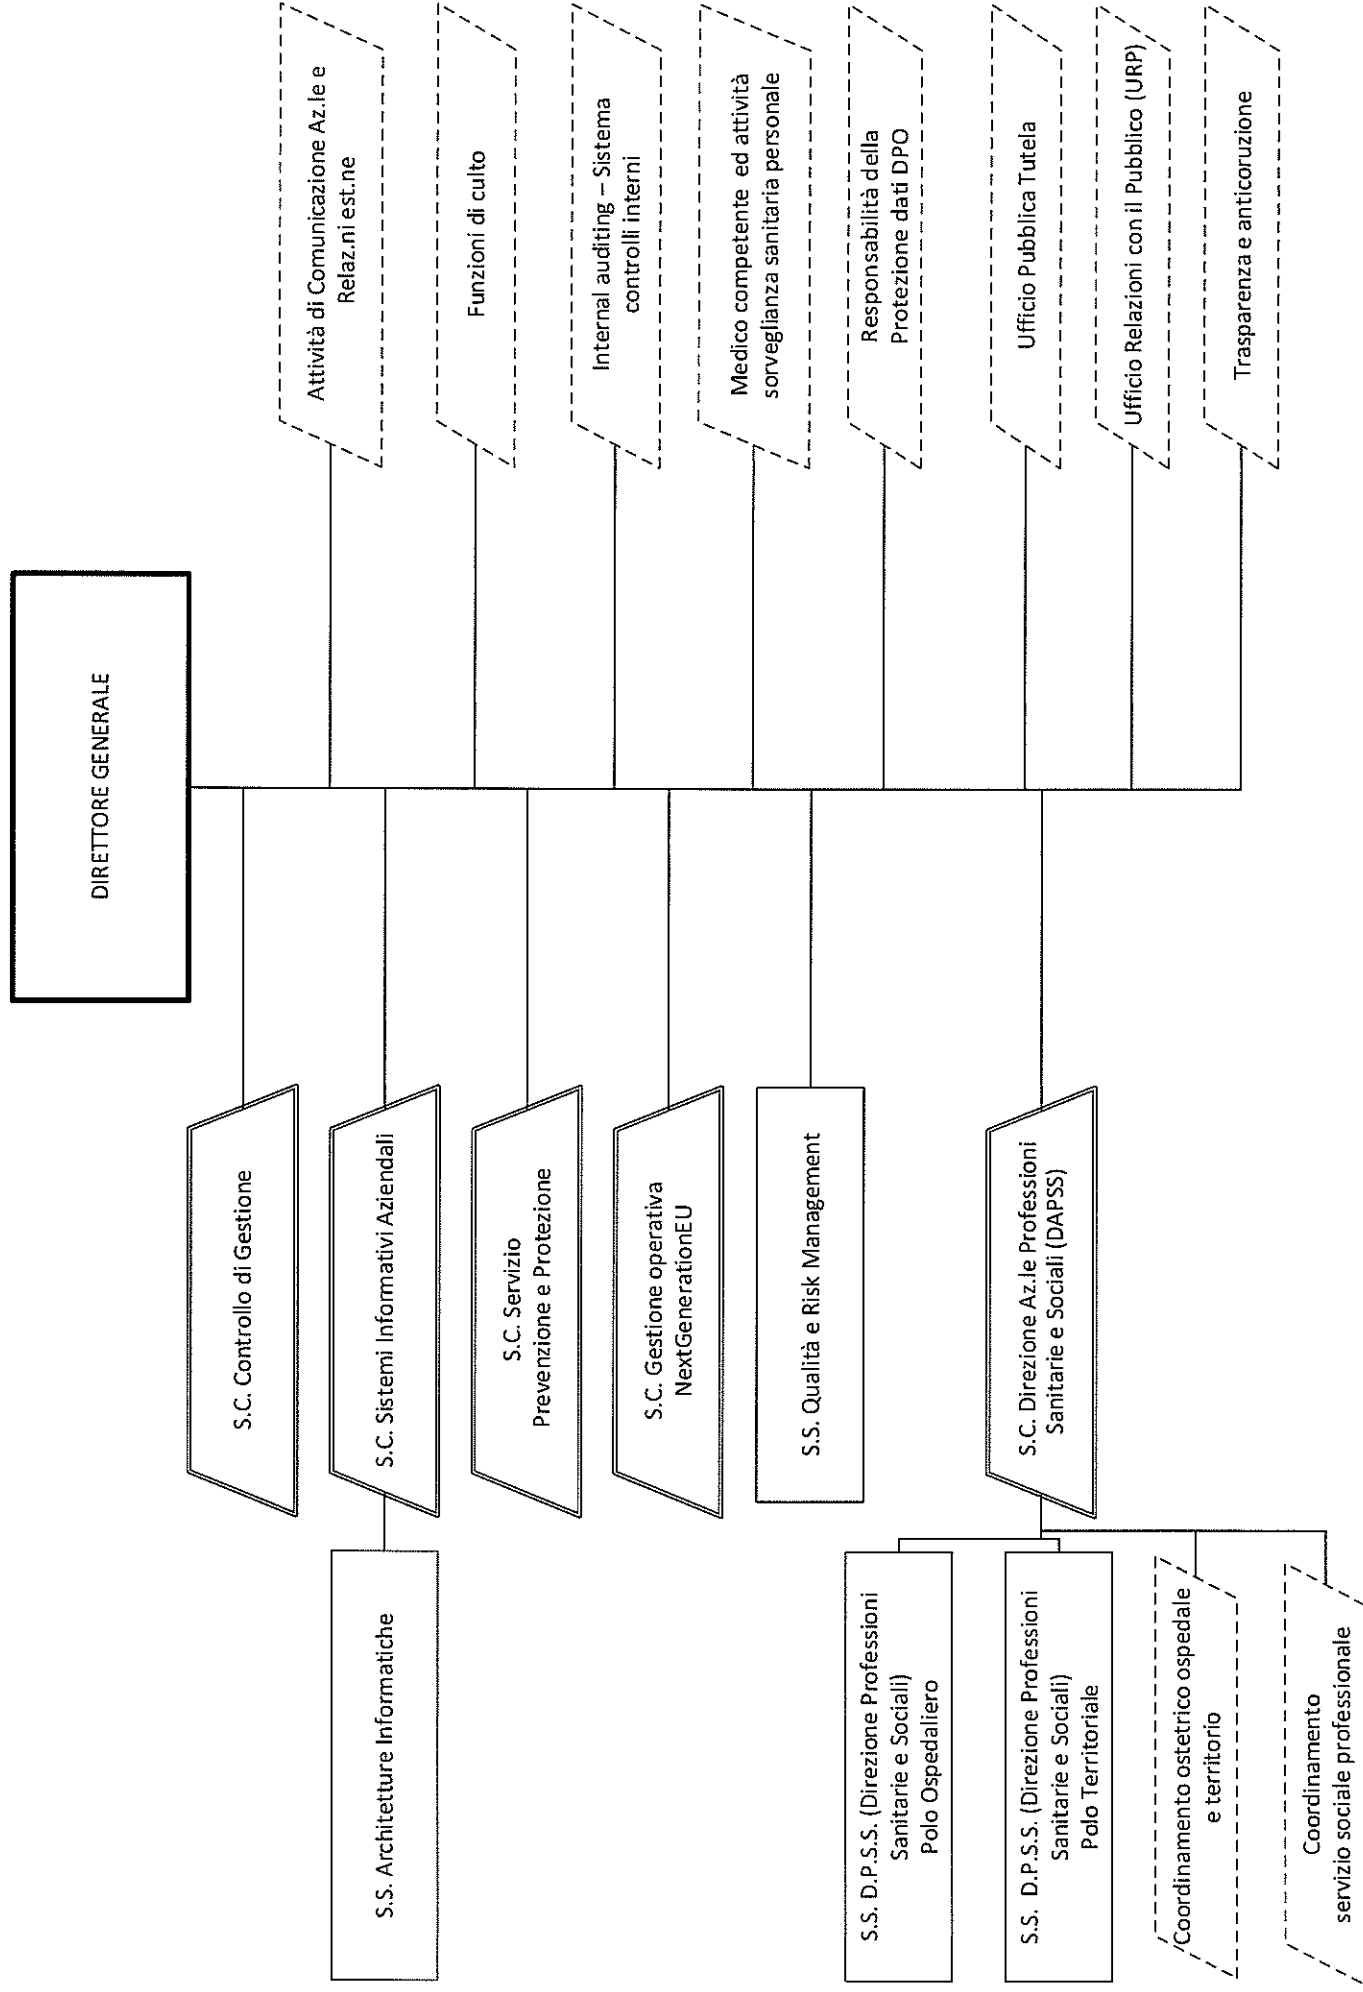 DIRETTORE GENERALE
S.C. Controllo di Gestione
S.C. Sistemi Informativi Aziendali
S.S. Architetture Informatiche
S.C. Servizio
Prevenzione e Protezione
S.C. Gestione operativa
NextGenerationEU
S.S. Qualità e Risk Management
S.C. Direzione Az.le Professioni
Sanitarie e Sociali (DAPSS)
S.S. D.P.S.S. (Direzione Professioni
Sanitarie e Sociali)
Polo Ospedaliero
S.S. D.P.S.S. (Direzione Professioni
Sanitarie e Sociali)
Polo Territoriale
Coordinamento ostetrico ospedale
e territorio
Coordinamento
servizio sociale professionale
Attività di Comunicazione Az.le e
Relaz.ni est.ne
Funzioni di culto
Internal auditing – Sistema
controlli interni
Medico competente ed attività
sorveglianza sanitaria personale
Responsabilità della
Protezione dati DPO
Ufficio Pubblica Tutela
Ufficio Relazioni con il Pubblico (URP)
Trasparenza e anticoruzione